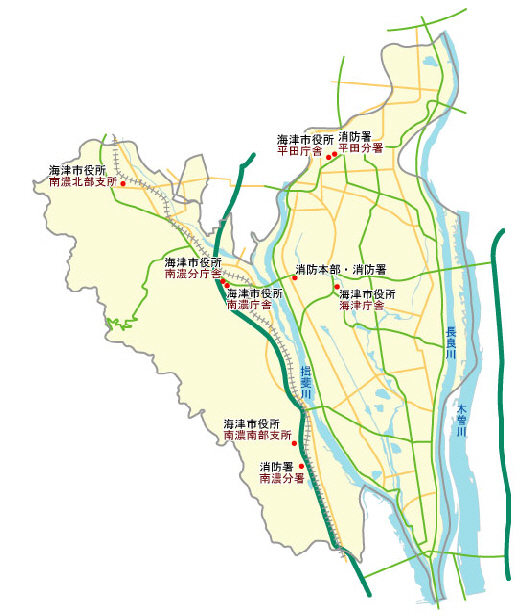 海津市役所
平田庁舎
消防署
平田分署
海津市役所
南濃北部支所
海津市役所
南濃分庁舎
海津市役所
南濃庁舎
消防本部・消防署
海津市役所
海津庁舎
長良川
揖斐川
木曽川
海津市役所
南濃南部支所
消防署
南濃分署